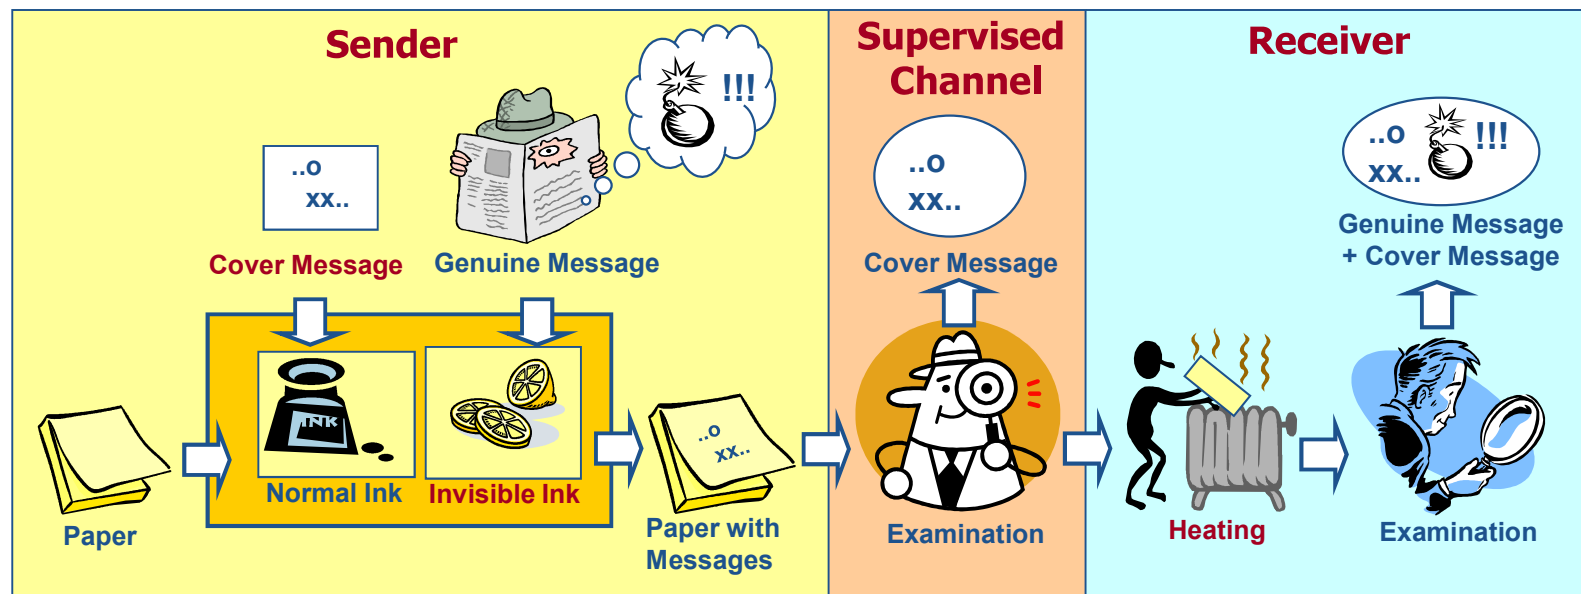 Sender
!!!
..o
xx..
Cover Message
Genuine Message
INK
Normal Ink
Invisible Ink
Paper
..o
xx..
Paper with
Messages
Supervised
Channel
..o
xx..
Cover Message
Examination
Receiver
..o !!!
xx..
Genuine Message
+ Cover Message
Heating
Examination